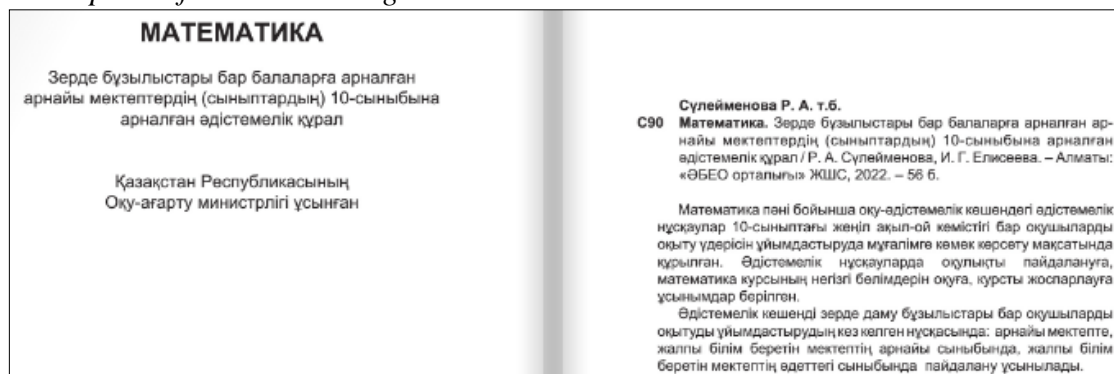 МАТЕМАТИКА
Зерде бұзылыстары бар балаларға арналған
арнайы мектептердің (сыныптардың) 10-сыныбына
арналған әдістемелік құрал
Қазақстан Республикасының
Оқу-ағарту министрлігі ұсынған
Сүлейменова Р. А. т.б.
С90 Математика. Зерде бұзылыстары бар балаларға арналған ар-
найы мектептердің (сыныптардың) 10-сыныбына арналған
әдістемелік құрал / Р. А. Сүлейменова, И. Г. Елисеева. – Алматы:
«ӘБЕО орталығы» ЖШС, 2022. – 56 б.
Математика пәні бойынша оқу-әдістемелік кешендегі әдістемелік
нұсқаулар 10-сыныптағы жеңіл ақыл-ой кемістігі бар оқушыларды
оқыту үдерісін ұйымдастыруда мұғалімге көмек көрсету мақсатында
құрылған. Әдістемелік нұсқауларда оқулықты пайдалануға,
математика курсының негізгі бөлімдерін оқуға, курсты жоспарлауға
ұсынымдар берілген.
Әдістемелік кешенді зерде даму бұзылыстары бар оқушыларды
оқытуды ұйымдастырудың кез келген нұсқасында: арнайы мектепте,
жалпы білім беретін мектептің арнайы сыныбында, жалпы білім
беретін мектептің әдеттегі сыныбында пайдалану ұсынылады.